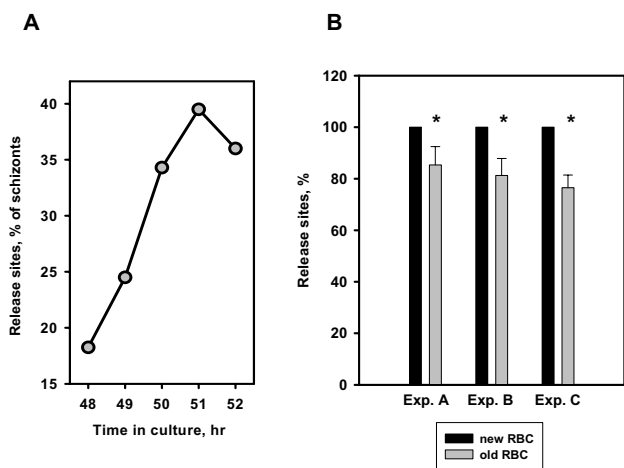 A
Release sites, % of schizonts
40
35
30
25
20
15
48 49 50 51 52
Time in culture, hr
B
Release sites, %
120
100
80
60
40
20
0
* * *
Exp. A Exp. B Exp. C
new RBC
old RBC